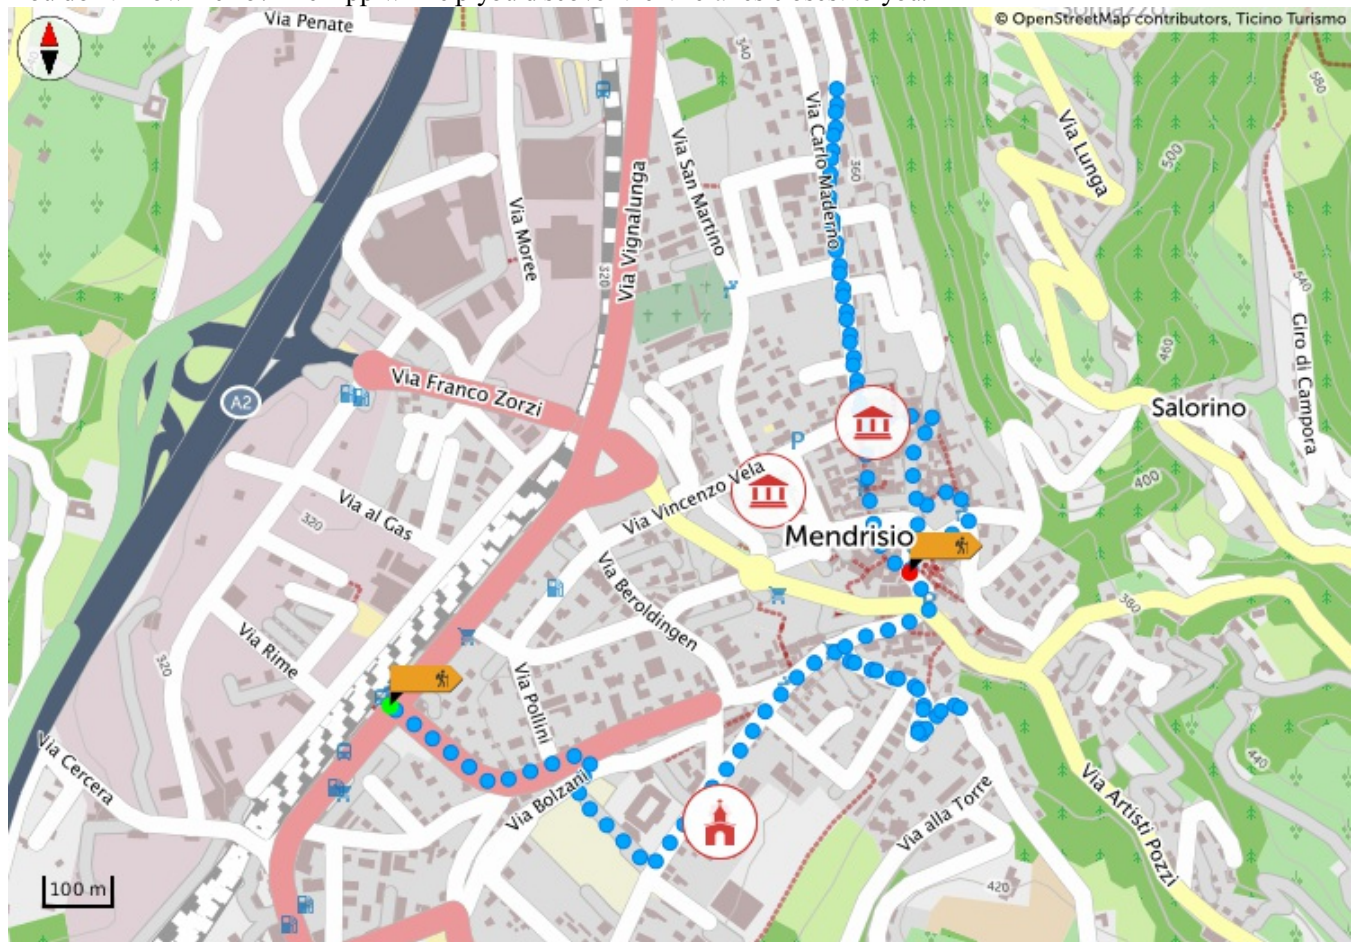 © OpenStreetMap contributors, Ticino Turismo
Via Penate
340
580
Via Lunga
Via San Martino
Via Carlo Maderno
500
360
Via Vignalunga
Via Moree
320
540
Giro di Campora
460
A2
Via Franco Zorzi
Salorino
P
Via Vincenzo Vela
400
Via al Gas
320
Mendrisio
Via Beroldingen
380
Via Rime
320
Via Pollini
Via Cercera
Via Bolzani
440
Via alla Torre
Via Artisti Pozzi
100 m
420